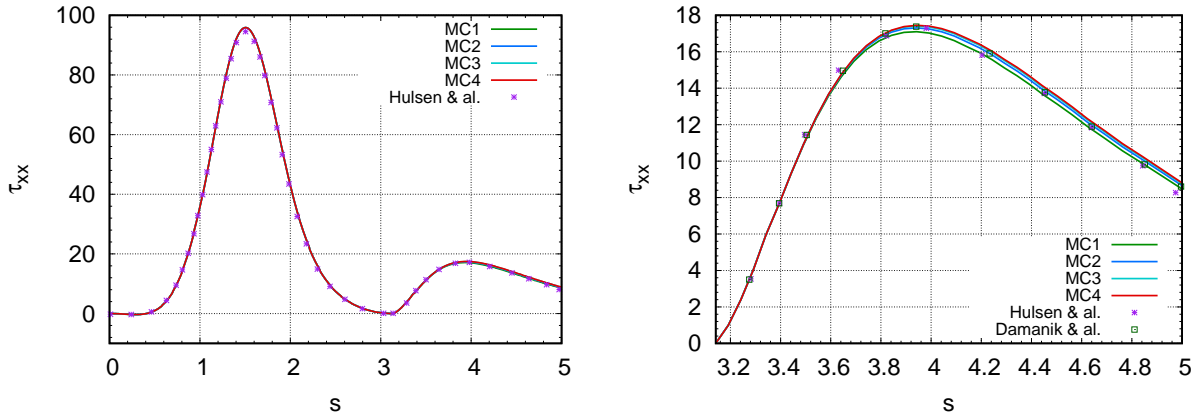 τxx
120
100
80
60
40
20
0
0 1 2 3 4 5
s
MC1
MC2
MC3
MC4
Hulsen & al.
τxx
18
16
14
12
10
8
6
4
2
0
3.2 3.4 3.6 3.8 4 4.2 4.4 4.6 4.8 5
s
MC1
MC2
MC3
MC4
Hulsen & al.
Damanik & al.